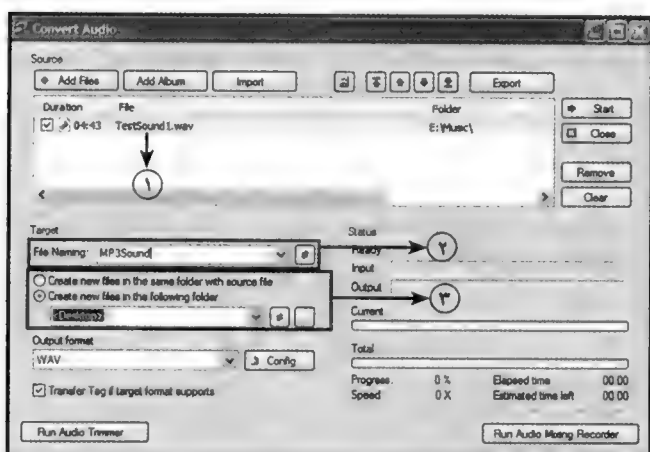 Convert Audio
Source
Add Files Add Album Import Export
Duration File Folder
04:43 TestSound1.wav E:\Music\
Start
Close
Remove
Clear
۱
Target Status
File Naming: MP3Sound Ready
۲
Input
Create new files in the same folder with source file
Create new files in the following folder Output
۳
<Desktop> Current
Output format Total
WAV Config
Progress. 0 % Elapsed time 00:00
Transfer Tag if target format supports Speed 0 X Estimated time left 00:00
Run Audio Trimmer Run Audio Mixing Recorder